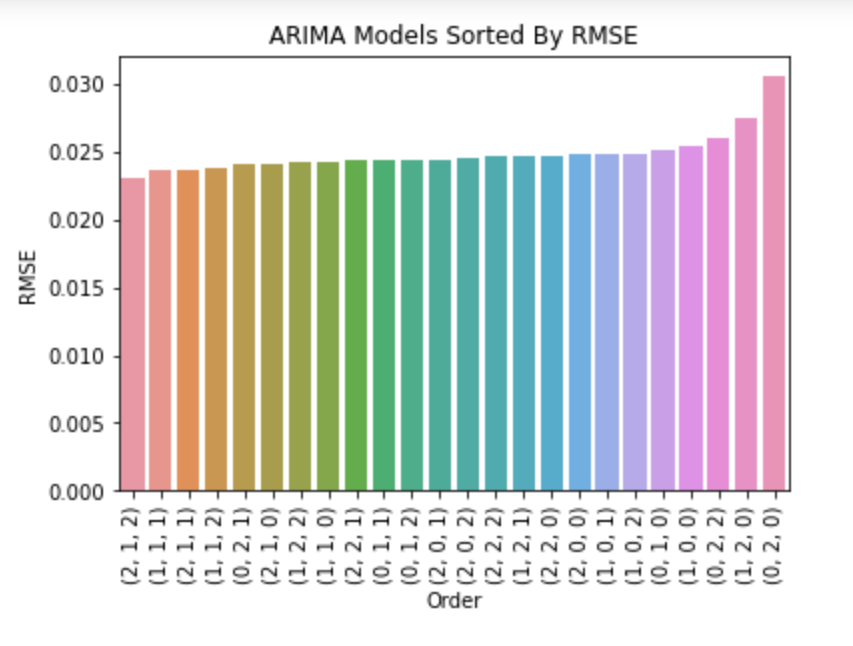 ARIMA Models Sorted By RMSE
0.030
0.025
0.020
0.015
0.010
0.005
0.000
RMSE
(2, 1, 2)
(1, 1, 1)
(2, 1, 1)
(1, 1, 2)
(0, 2, 1)
(2, 1, 0)
(1, 2, 2)
(1, 1, 0)
(2, 2, 1)
(0, 1, 1)
(0, 1, 2)
(2, 0, 1)
(2, 0, 2)
(2, 2, 2)
(1, 2, 1)
(2, 2, 0)
(2, 0, 0)
(1, 0, 1)
(1, 0, 2)
(0, 1, 0)
(1, 0, 0)
(0, 2, 2)
(1, 2, 0)
(0, 2, 0)
Order